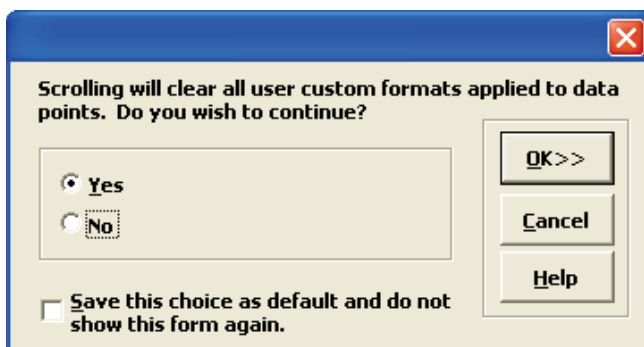 Scrolling will clear all user custom formats applied to data
points. Do you wish to continue?
Yes
No
Save this choice as default and do not
show this form again.
OK>>
Cancel
Help